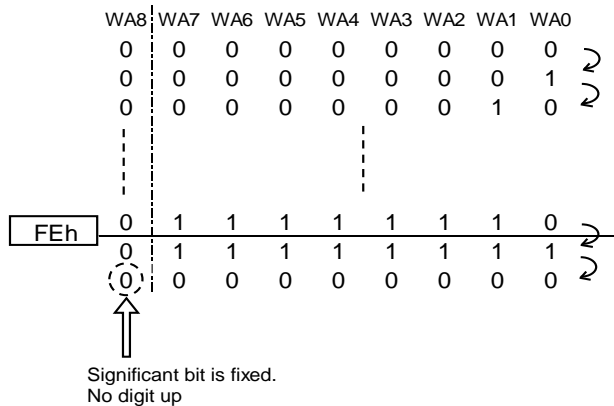 WA8 WA7 WA6 WA5 WA4 WA3 WA2 WA1 WA0
0 0 0 0 0 0 0 0 0
0 0 0 0 0 0 0 0 1
0 0 0 0 0 0 0 1 0
FEh 0 1 1 1 1 1 1 1 0
0 1 1 1 1 1 1 1 1
0 0 0 0 0 0 0 0 0
Significant bit is fixed.
No digit up